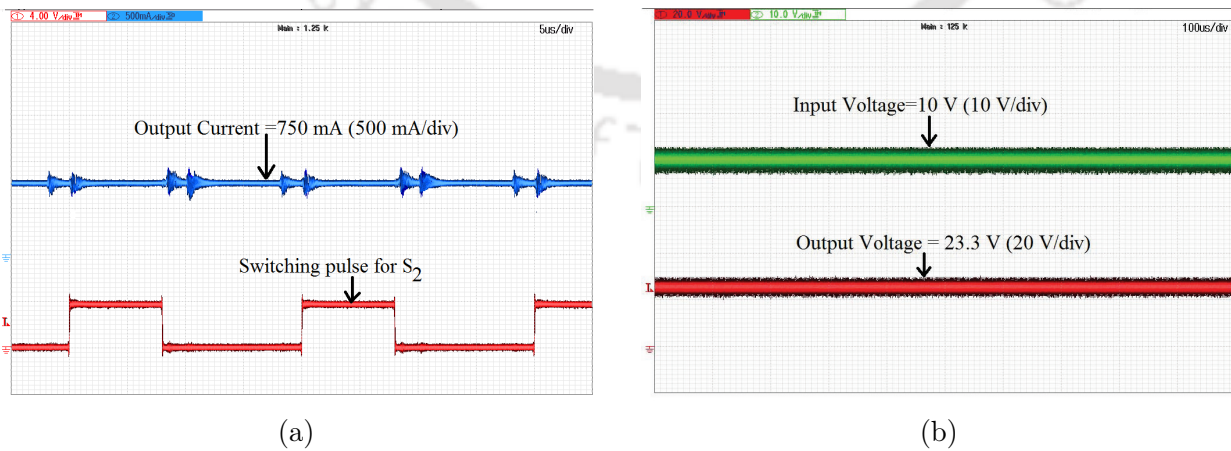 4.00 V/div 500mA/div
Main : 1.25 k
5us/div
Output Current =750 mA (500 mA/div)
Switching pulse for S2
(a)
20.0 V/div 10.0 V/div
Main : 125 k
100us/div
Input Voltage=10 V (10 V/div)
Output Voltage = 23.3 V (20 V/div)
(b)